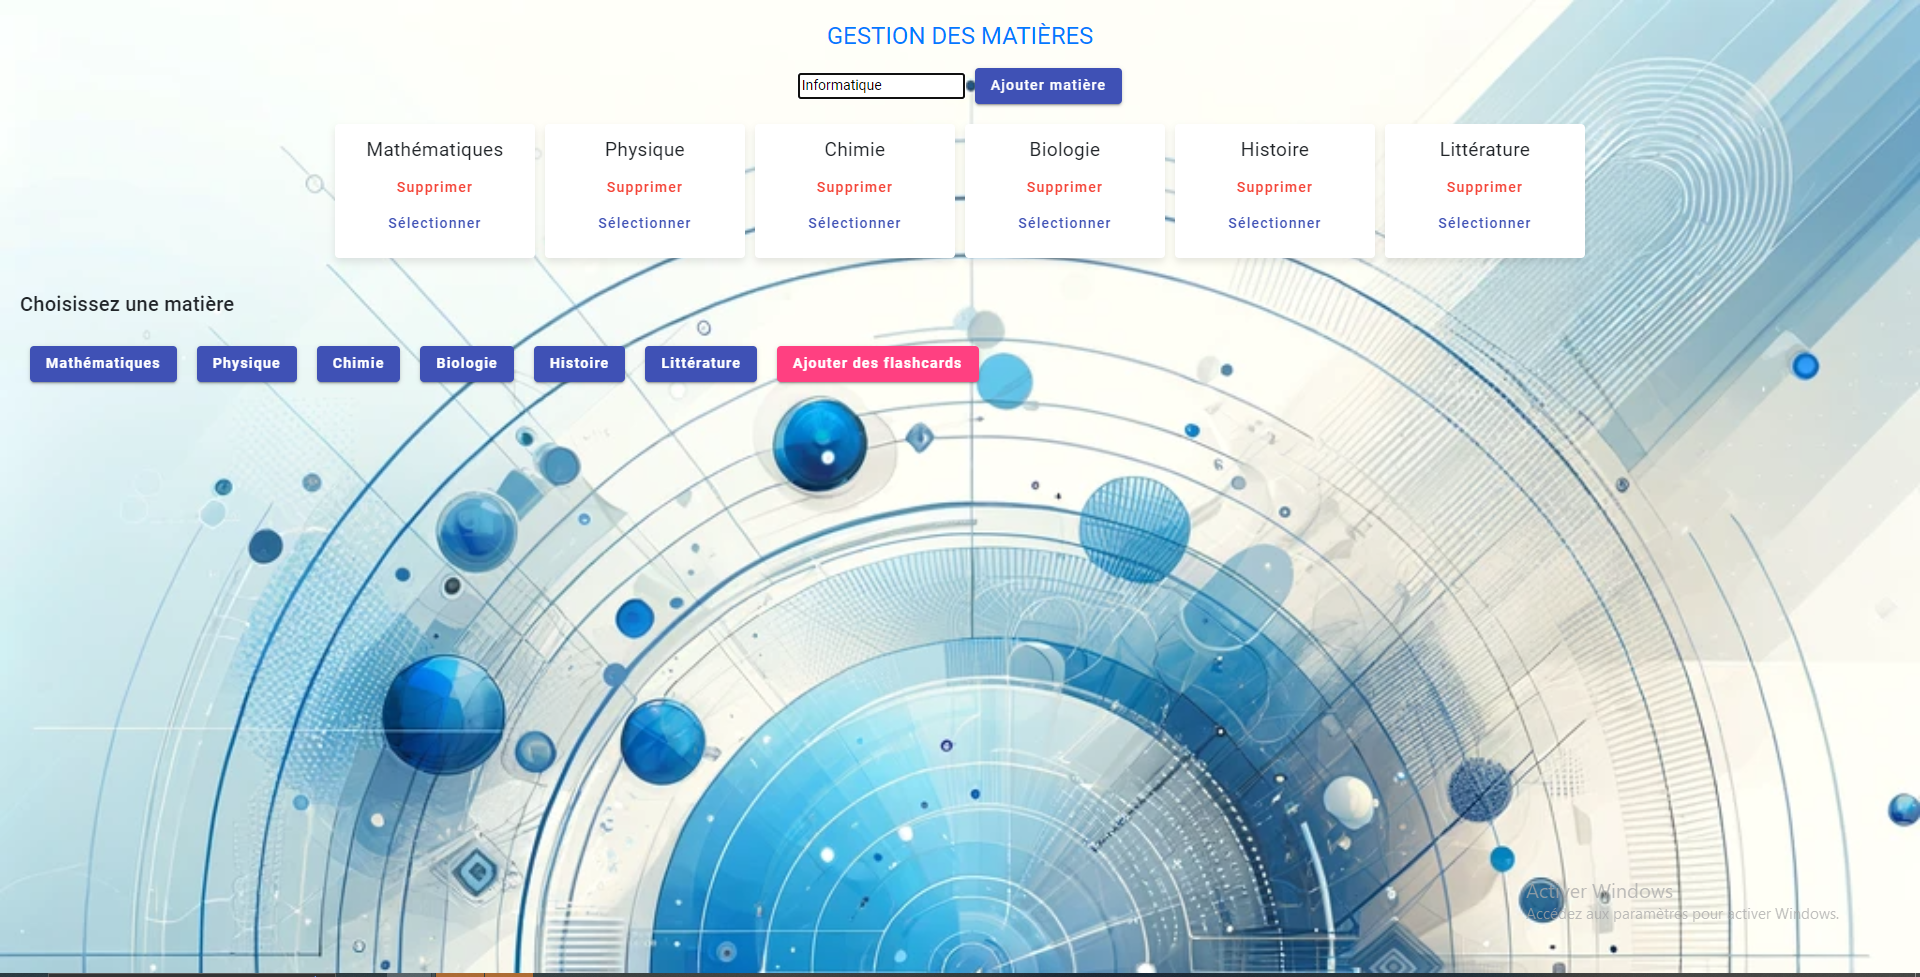 GESTION DES MATIÈRES
Informatique Ajouter matière
Mathématiques Physique Chimie Biologie Histoire Littérature
Supprimer Supprimer Supprimer Supprimer Supprimer Supprimer
Sélectionner Sélectionner Sélectionner Sélectionner Sélectionner Sélectionner
Choisissez une matière
Mathématiques Physique Chimie Biologie Histoire Littérature Ajouter des flashcards
Activer Windows
Accédez aux paramètres pour activer Windows.